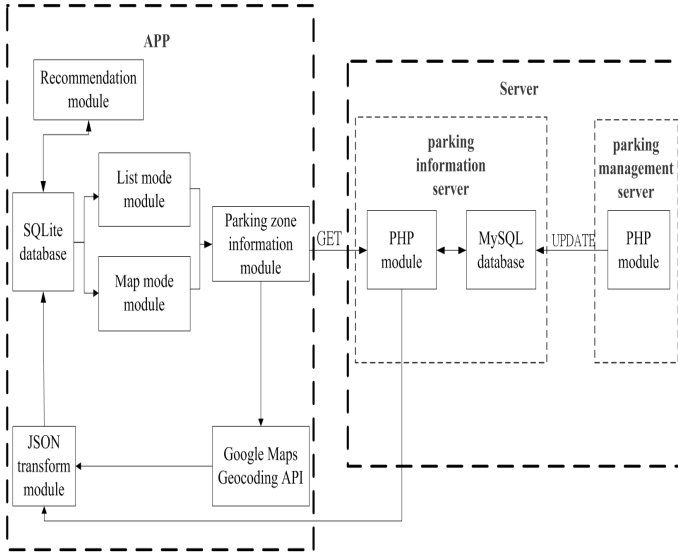 APP
Recommendation
module
List mode
module
SQLite
database
Map mode
module
Parking zone
information
module
JSON
transform
module
Google Maps
Geocoding API
GET
Server
parking
information
server
PHP
module
MySQL
database
UPDATE
parking
management
server
PHP
module